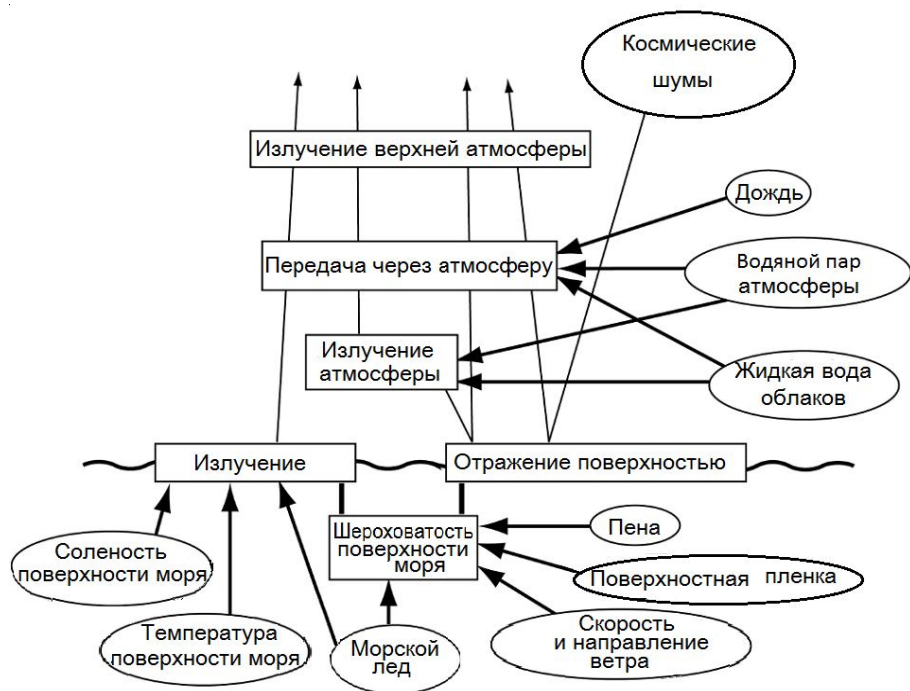 Космические
шумы
Излучение верхней атмосферы
Дождь
Передача через атмосферу
Водяной пар
атмосферы
Излучение
атмосферы
Жидкая вода
облаков
Излучение
Отражение поверхностью
Шероховатость
поверхности
моря
Пена
Соленость
поверхности моря
Поверхностная пленка
Температура
поверхности моря
Морской
лед
Скорость
и направление
ветра